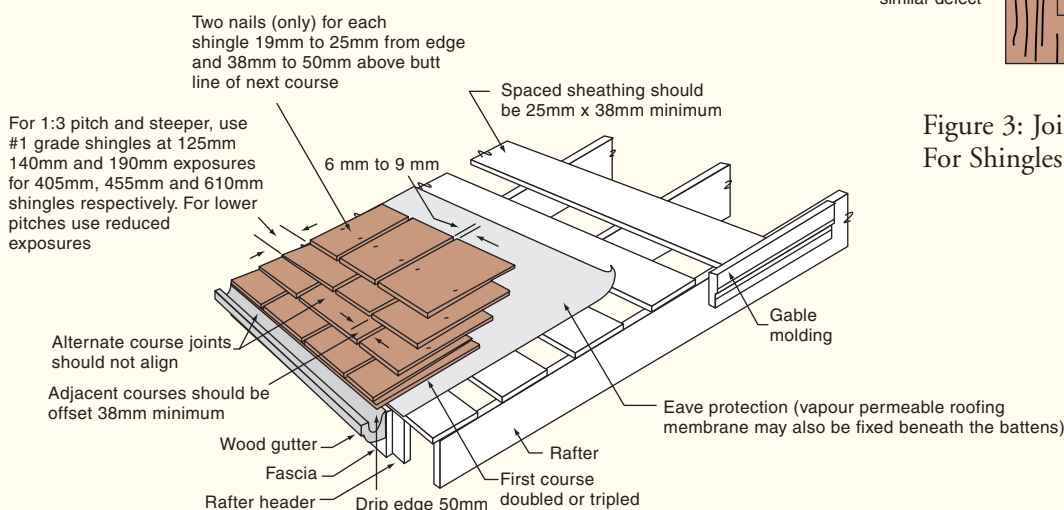 similar defect
Two nails (only) for each
shingle 19mm to 25mm from edge
and 38mm to 50mm above butt
line of next course
Spaced sheathing should
be 25mm x 38mm minimum
Figure 3: Joi
For Shingles
For 1:3 pitch and steeper, use
#1 grade shingles at 125mm
140mm and 190mm exposures
for 405mm, 455mm and 610mm
shingles respectively. For lower
pitches use reduced
exposures
6 mm to 9 mm
Gable
molding
Alternate course joints
should not align
Adjacent courses should be
offset 38mm minimum
Eave protection (vapour permeable roofing
membrane may also be fixed beneath the battens)
Wood gutter
Fascia
Rafter header
Drip edge 50mm
First course
doubled or tripled
Rafter